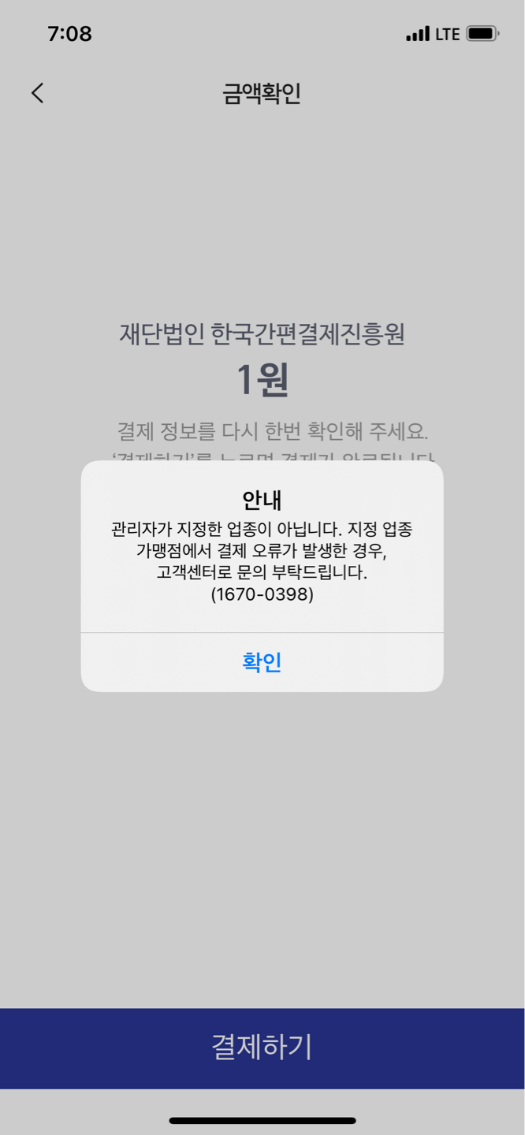 7:08
LTE
금액확인
재단법인 한국간편결제진흥원
1원
결제 정보를 다시 한번 확인해 주세요.
안내
관리자가 지정한 업종이 아닙니다. 지정 업종
가맹점에서 결제 오류가 발생한 경우,
고객센터로 문의 부탁드립니다.
(1670-0398)
확인
결제하기